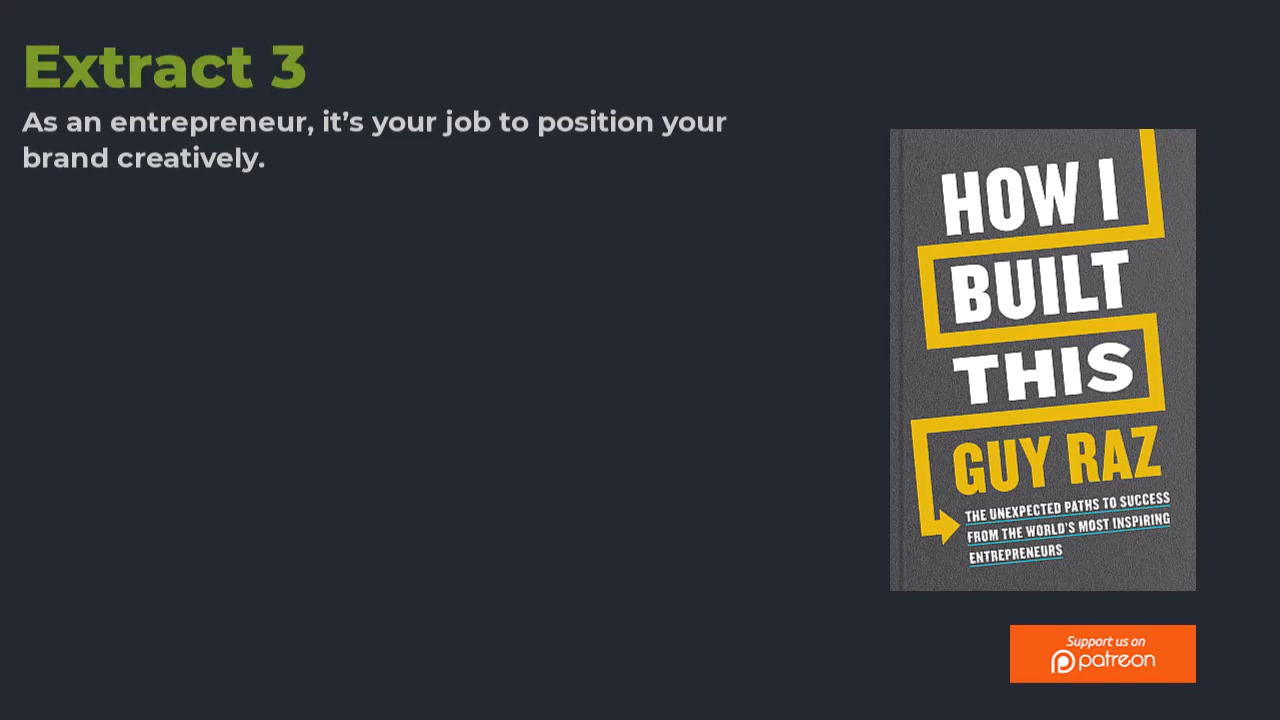 Extract 3
As an entrepreneur, it's your job to position your
brand creatively.
HOW I
BUILT
THIS
GUY RAZ
THE UNEXPECTED PATHS TO SUCCESS
FROM THE WORLD'S MOST INSPIRING
ENTREPRENEURS
Support us on
patreon